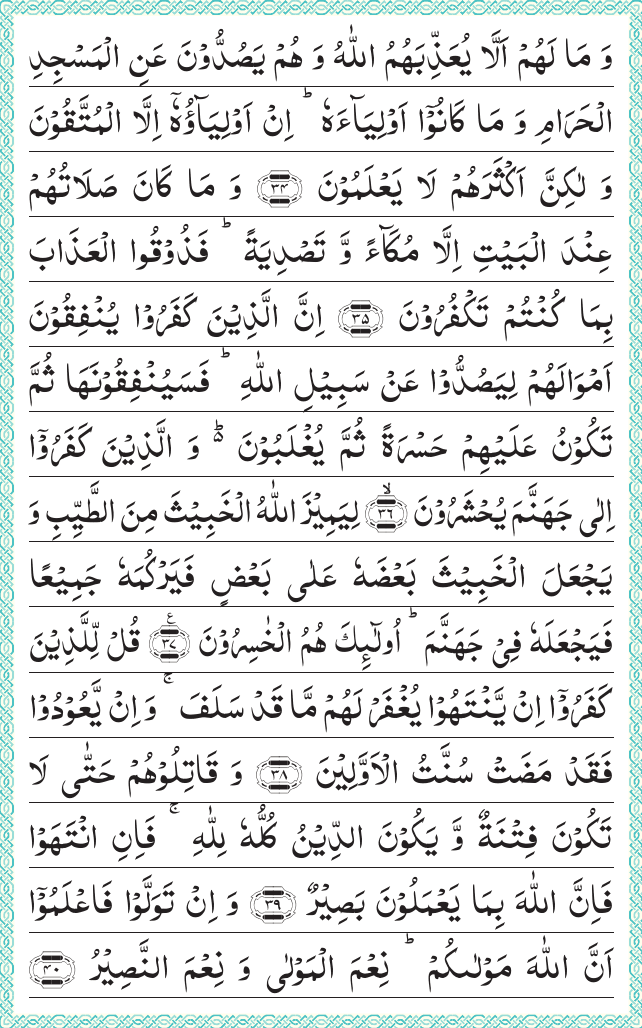 وَ مَا لَهُمْ اَلَّا يُعَذِّبَهُمُ اللّٰهُ وَ هُمْ يَصُدُّوْنَ عَنِ الْمَسْجِدِ
الْحَرَامِ وَ مَا كَانُوْۤا اَوْلِيَآءَهٗ ؕ اِنْ اَوْلِيَآؤُهٗۤ اِلَّا الْمُتَّقُوْنَ
وَ لٰكِنَّ اَكْثَرَهُمْ لَا يَعْلَمُوْنَ ﴿۳۴﴾ وَ مَا كَانَ صَلَاتُهُمْ
عِنْدَ الْبَيْتِ اِلَّا مُكَآءً وَّ تَصْدِيَةً ؕ فَذُوْقُوا الْعَذَابَ
بِمَا كُنْتُمْ تَكْفُرُوْنَ ﴿۳۵﴾ اِنَّ الَّذِيْنَ كَفَرُوْا يُنْفِقُوْنَ
اَمْوَالَهُمْ لِيَصُدُّوْا عَنْ سَبِيْلِ اللّٰهِ ؕ فَسَيُنْفِقُوْنَهَا ثُمَّ
تَكُوْنُ عَلَيْهِمْ حَسْرَةً ثُمَّ يُغْلَبُوْنَ ؕ۬ وَ الَّذِيْنَ كَفَرُوْۤا
اِلٰى جَهَنَّمَ يُحْشَرُوْنَ ﴿ۙ۳۶﴾ لِيَمِيْزَ اللّٰهُ الْخَبِيْثَ مِنَ الطَّيِّبِ وَ
يَجْعَلَ الْخَبِيْثَ بَعْضَهٗ عَلٰى بَعْضٍ فَيَرْكُمَهٗ جَمِيْعًا
فَيَجْعَلَهٗ فِيْ جَهَنَّمَ ؕ اُولٰٓئِكَ هُمُ الْخٰسِرُوْنَ ﴿۳۷﴾ ع قُلْ لِّلَّذِيْنَ
كَفَرُوْۤا اِنْ يَّنْتَهُوْا يُغْفَرْ لَهُمْ مَّا قَدْ سَلَفَ ۚ وَ اِنْ يَّعُوْدُوْا
فَقَدْ مَضَتْ سُنَّتُ الْاَوَّلِيْنَ ﴿۳۸﴾ وَ قَاتِلُوْهُمْ حَتّٰى لَا
تَكُوْنَ فِتْنَةٌ وَّ يَكُوْنَ الدِّيْنُ كُلُّهٗ لِلّٰهِ ۚ فَاِنِ انْتَهَوْا
فَاِنَّ اللّٰهَ بِمَا يَعْمَلُوْنَ بَصِيْرٌ ﴿۳۹﴾ وَ اِنْ تَوَلَّوْا فَاعْلَمُوْۤا
اَنَّ اللّٰهَ مَوْلٰىكُمْ ؕ نِعْمَ الْمَوْلٰى وَ نِعْمَ النَّصِيْرُ ﴿۴۰﴾